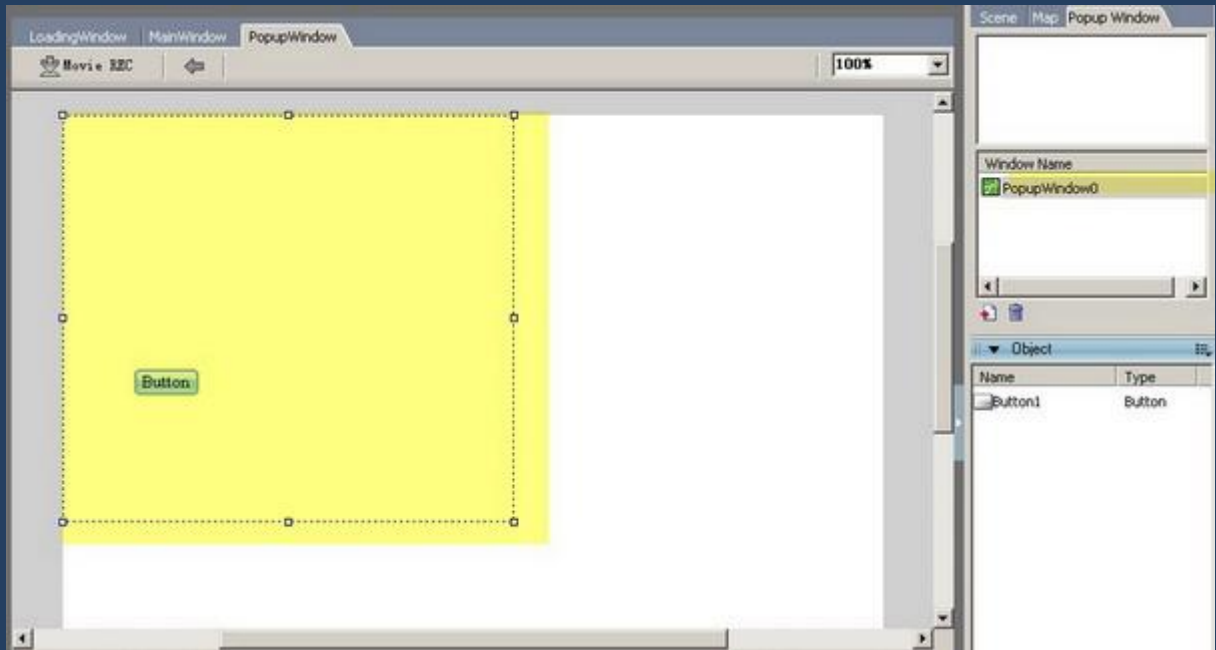 LoadingWindow MainWindow PopupWindow
Movie REC
100%
Button
Scene Map Popup Window
Window Name
PopupWindow0
Object
Name Type
Button1 Button